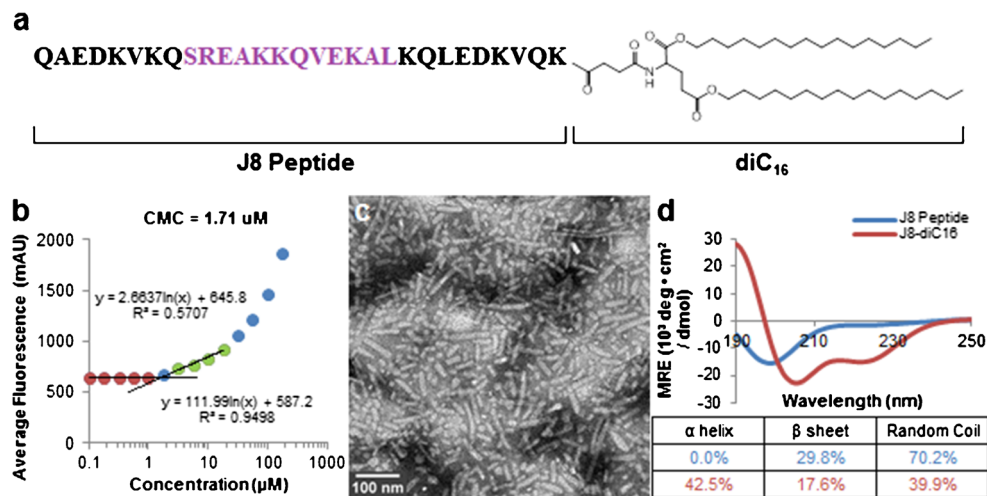 a
QAEDKVKQSREAKKQVEKALKQLEDKVQK
O
O
O
N
H
O
O
O
J8 Peptide
diC16
b
CMC = 1.71 uM
Average Fluorescence (mAU)
2000
1500
1000
500
0
y = 2.6637ln(x) + 645.8
R² = 0.5707
y = 111.99ln(x) + 587.2
R² = 0.9498
0.1 1 10 100 1000
Concentration (µM)
c
100 nm
d
J8 Peptide
J8-diC16
MRE (10³ deg • cm² / dmol)
30
20
10
0
-10
-20
-30
190 210 230 250
Wavelength (nm)
α helix β sheet Random Coil
0.0% 29.8% 70.2%
42.5% 17.6% 39.9%